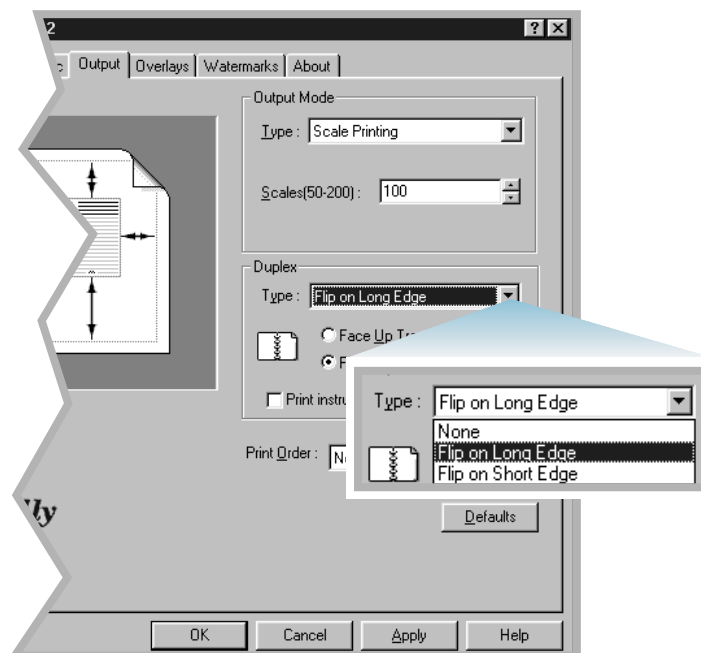 2
c Output Overlays Watermarks About
Output Mode
Type : Scale Printing
Scales(50-200) : 100
Duplex
Type : Flip on Long Edge
Face Up
Print
Print Order :
Type : Flip on Long Edge
None
Flip on Long Edge
Flip on Short Edge
lly
Defaults
OK Cancel Apply Help